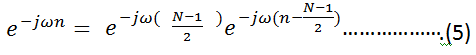 e^{-jωn} = e^{-jω( (N-1)/2 )} e^{-jω(n-(N-1)/2)}..................(5)